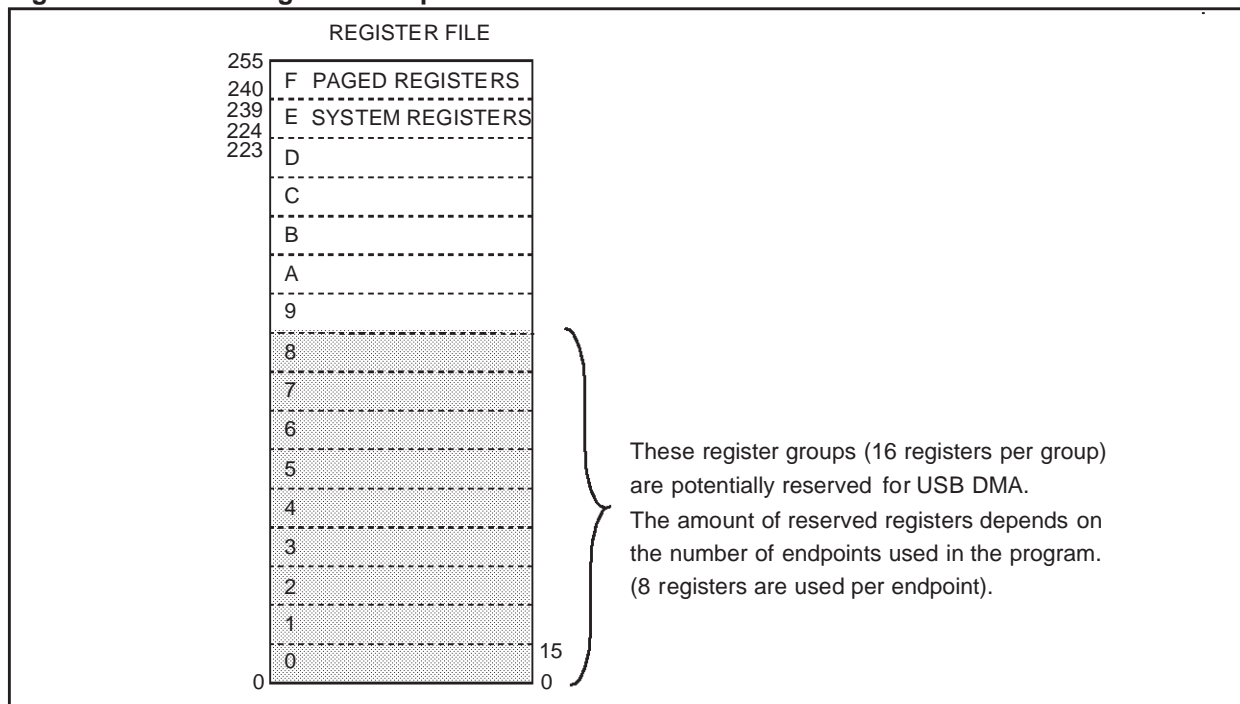 REGISTER FILE
255
240
F PAGED REGISTERS
239
224
E SYSTEM REGISTERS
223
D
C
B
A
9
8
7
6
5
4
3
2
1
0
15
0
0
These register groups (16 registers per group)
are potentially reserved for USB DMA.
The amount of reserved registers depends on
the number of endpoints used in the program.
(8 registers are used per endpoint).